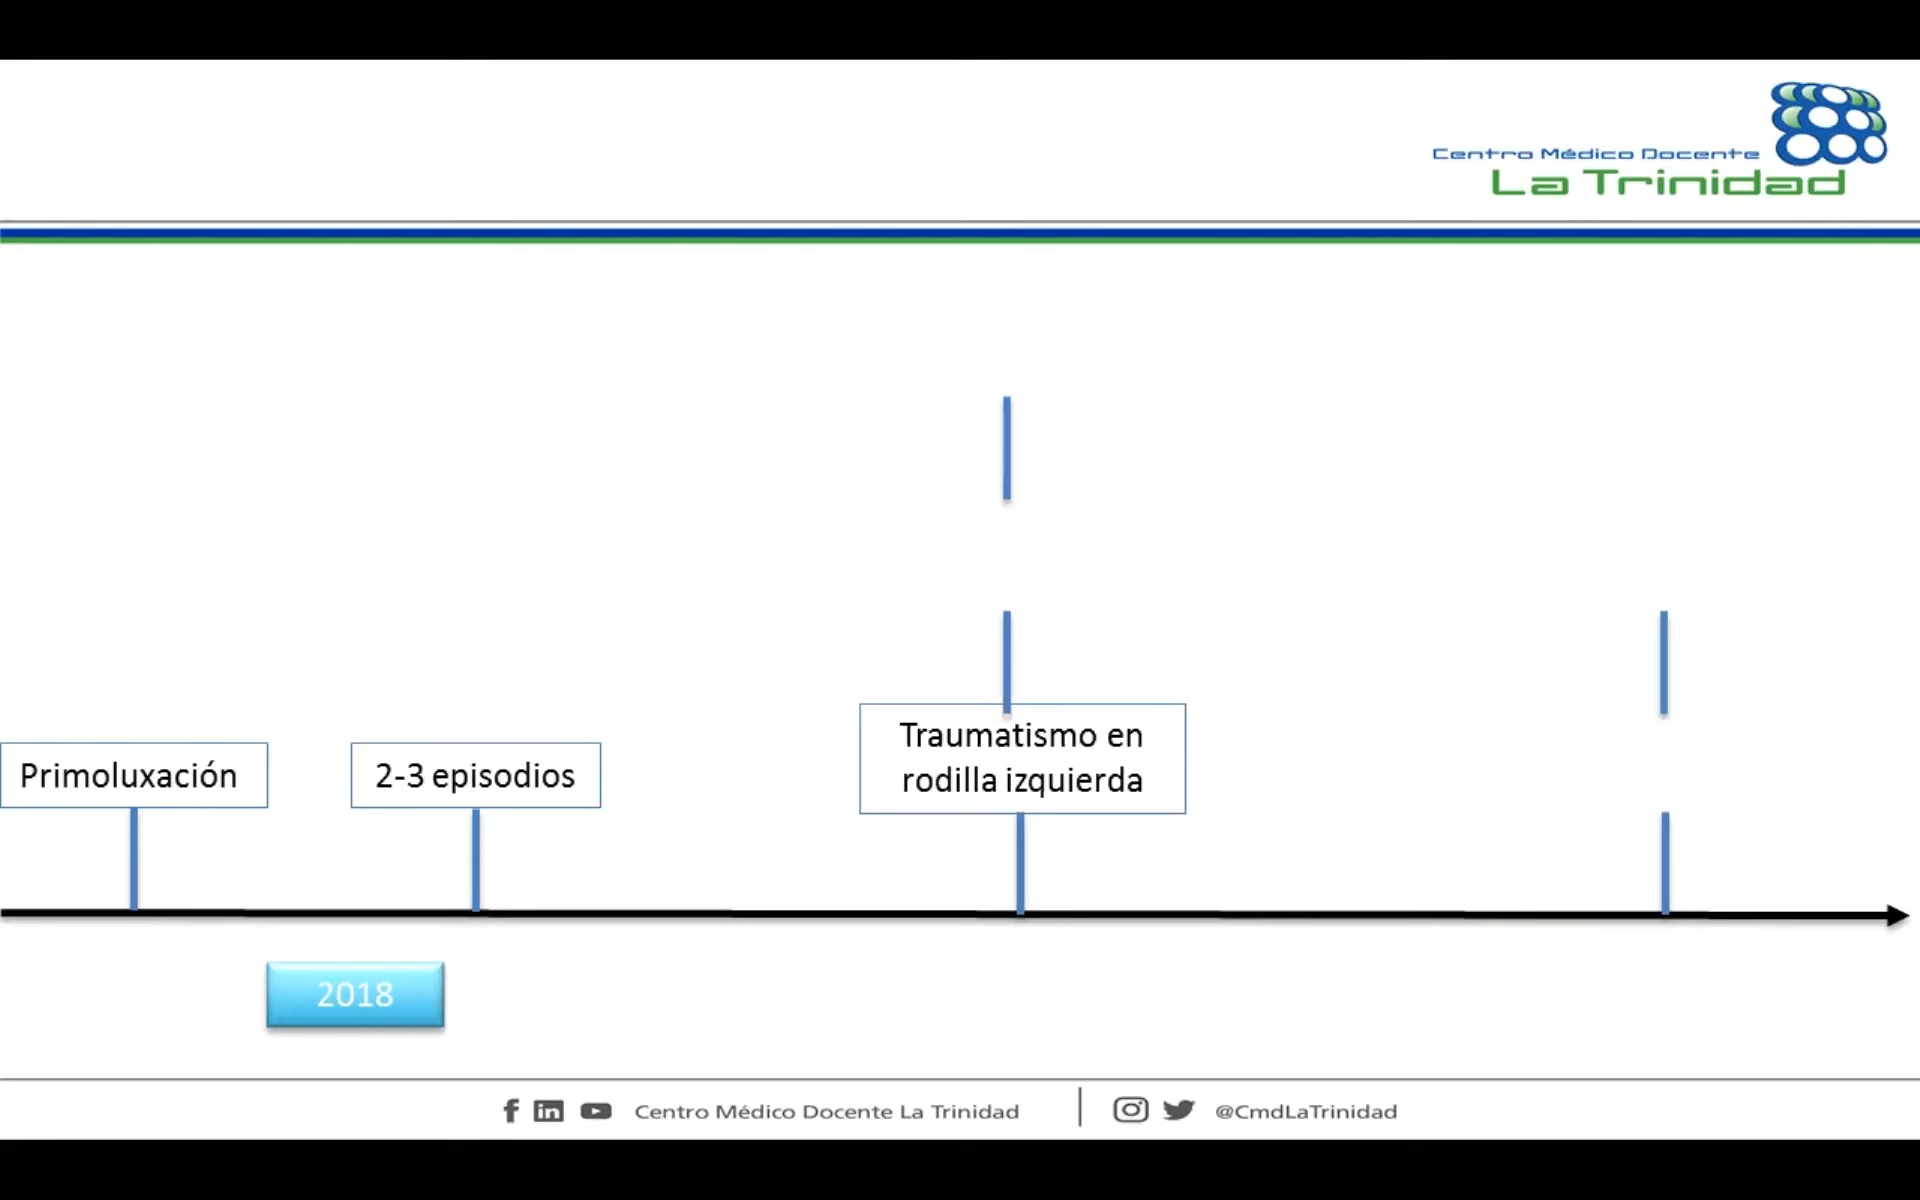 Centro Médico Docente
La Trinidad
Traumatismo en
rodilla izquierda
Primoluxación
2-3 episodios
2018
Centro Médico Docente La Trinidad
@CmdLaTrinidad